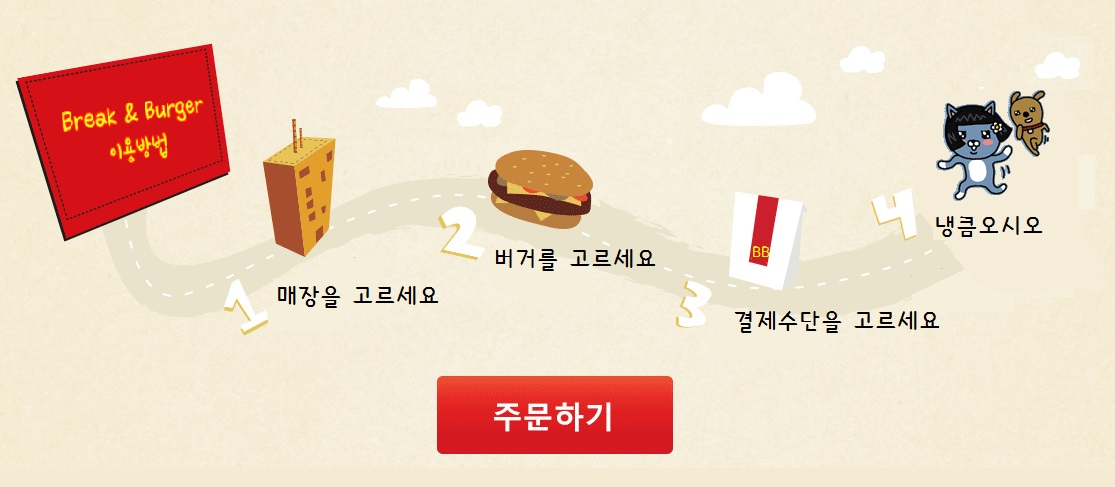 Break & Burger
이용방법
1
매장을 고르세요
2
버거를 고르세요
BB
3
결제수단을 고르세요
4
냉큼오시오
주문하기